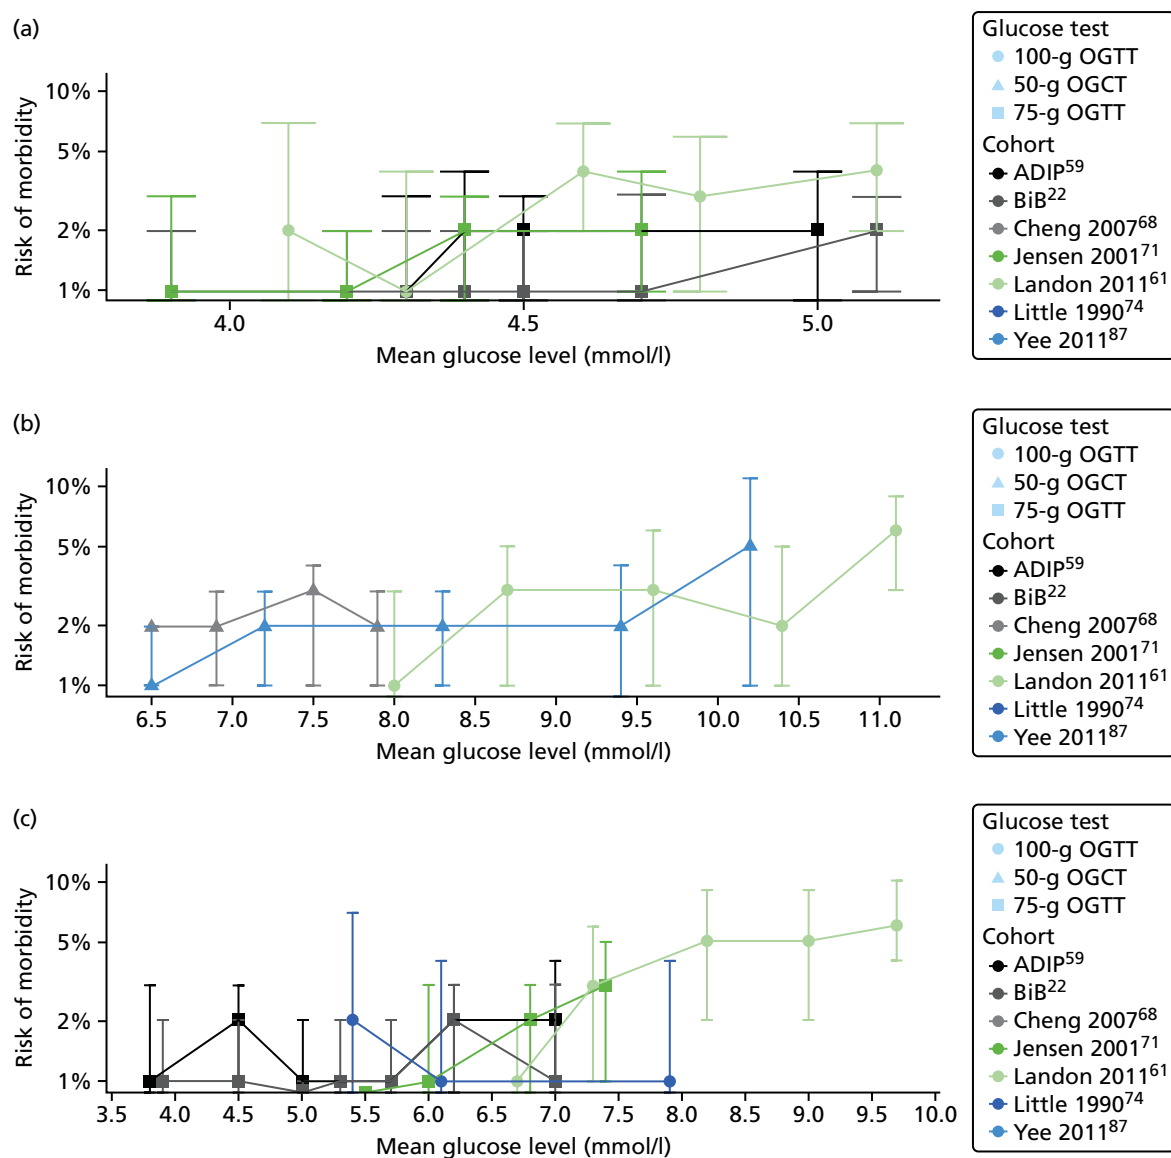 (a)
Risk of morbidity
10%
5%
2%
1%
4.0 4.5 5.0
Mean glucose level (mmol/l)
Glucose test
100-g OGTT
50-g OGCT
75-g OGTT
Cohort
ADIP59
BiB22
Cheng 200768
Jensen 200171
Landon 201161
Little 199074
Yee 201187
(b)
Risk of morbidity
10%
5%
2%
1%
6.5 7.0 7.5 8.0 8.5 9.0 9.5 10.0 10.5 11.0
Mean glucose level (mmol/l)
Glucose test
100-g OGTT
50-g OGCT
75-g OGTT
Cohort
ADIP59
BiB22
Cheng 200768
Jensen 200171
Landon 201161
Little 199074
Yee 201187
(c)
Risk of morbidity
10%
5%
2%
1%
3.5 4.0 4.5 5.0 5.5 6.0 6.5 7.0 7.5 8.0 8.5 9.0 9.5 10.0
Mean glucose level (mmol/l)
Glucose test
100-g OGTT
50-g OGCT
75-g OGTT
Cohort
ADIP59
BiB22
Cheng 200768
Jensen 200171
Landon 201161
Little 199074
Yee 201187